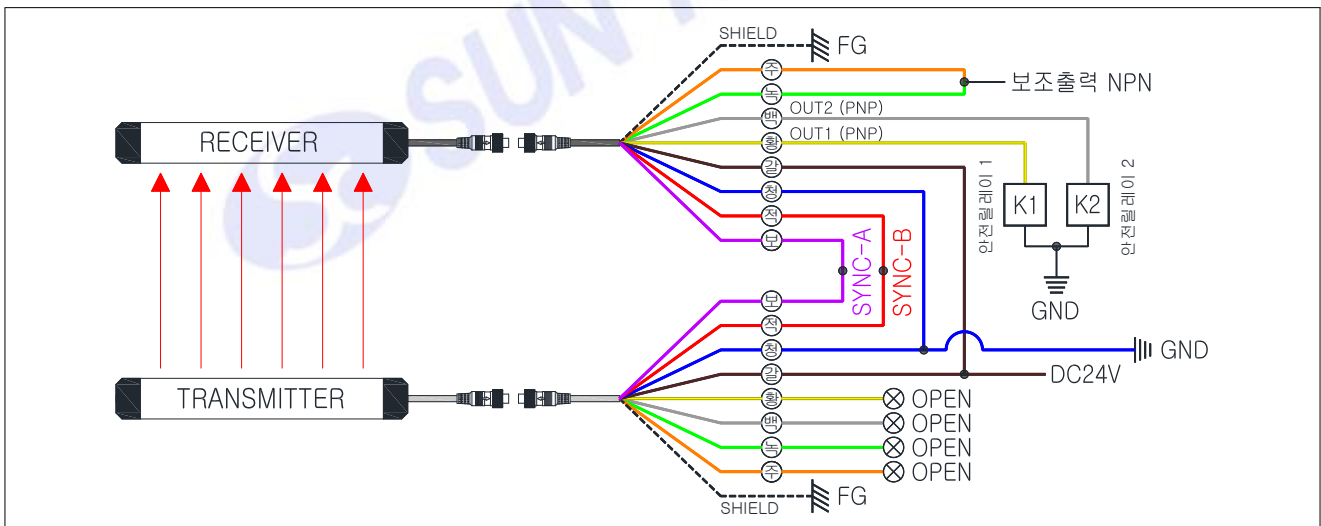 SUN
SHIELD
FG
주
보조출력 NPN
녹
백
OUT2 (PNP)
황
OUT1 (PNP)
갈
청
적
보
RECEIVER
안전릴레이 1
K1
K2
안전릴레이 2
GND
SYNC-A
SYNC-B
보
적
청
GND
갈
DC24V
TRANSMITTER
황
OPEN
백
OPEN
녹
OPEN
주
OPEN
SHIELD
FG